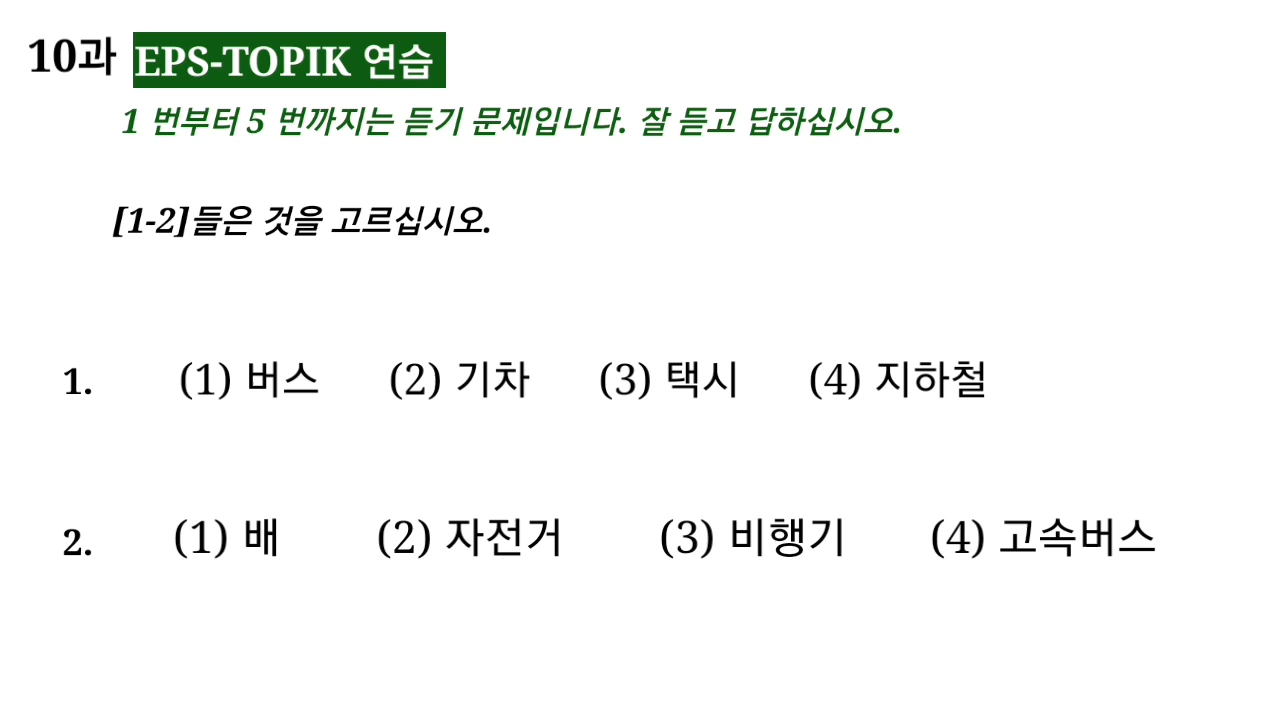 10과 EPS-TOPIK 연습
1 번부터 5 번까지는 듣기 문제입니다. 잘 듣고 답하십시오.
[1-2]들은 것을 고르십시오.
1. (1) 버스 (2) 기차 (3) 택시 (4) 지하철
2. (1) 배 (2) 자전거 (3) 비행기 (4) 고속버스